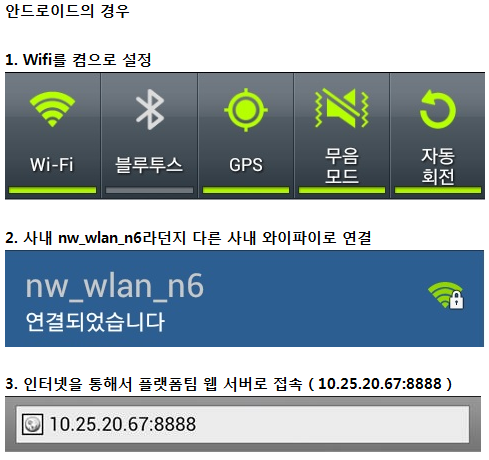 안드로이드의 경우
1. Wifi를 켬으로 설정
Wi-Fi 블루투스 GPS 무음 모드 자동 회전
2. 사내 nw_wlan_n6라던지 다른 사내 와이파이로 연결
nw_wlan_n6
연결되었습니다
3. 인터넷을 통해서 플랫폼팀 웹 서버로 접속 ( 10.25.20.67:8888 )
10.25.20.67:8888